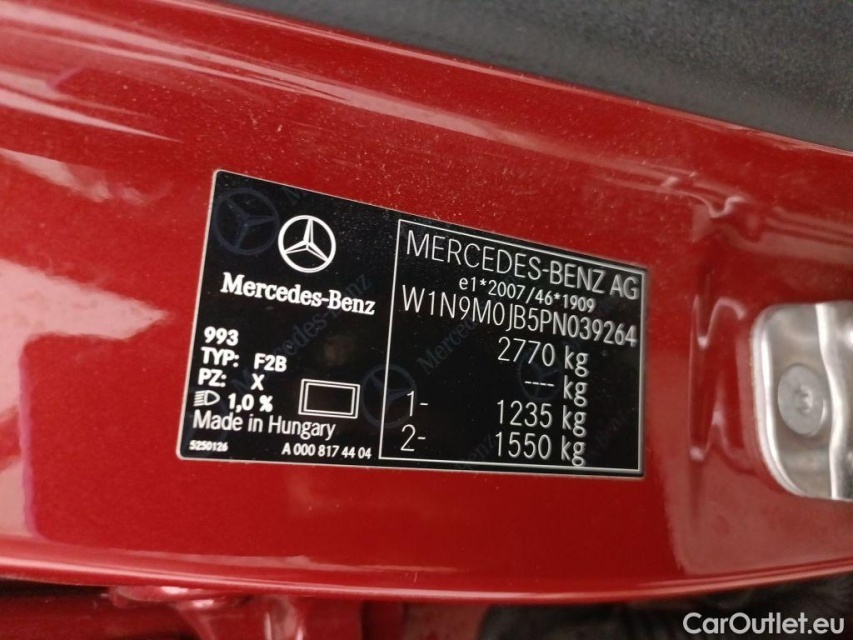 Mercedes-Benz
993
TYP: F2B
PZ: X
1,0 %
Made in Hungary
5250126 A 000 817 44 04
MERCEDES-BENZ AG
e1*2007/46*1909
W1N9M0JB5PN039264
2770 kg
---- kg
1- 1235 kg
2- 1550 kg
CarOutlet.eu